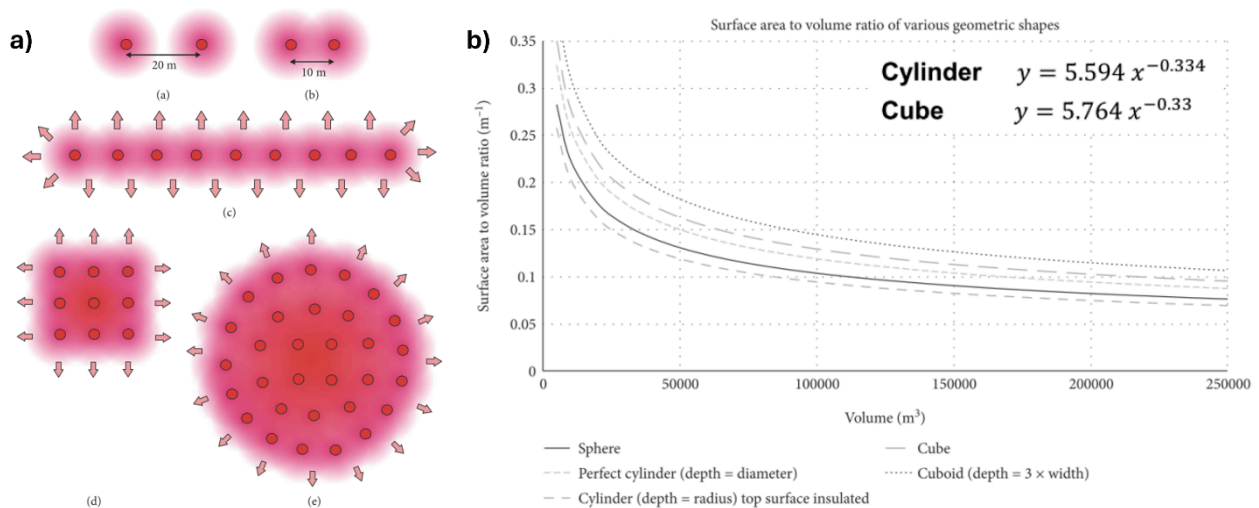 a)
20 m
10 m
(a)
(b)
(c)
(d)
(e)
b)
Surface area to volume ratio of various geometric shapes
Cylinder y = 5.594 x^−0.334
Cube y = 5.764 x^−0.33
Surface area to volume ratio (m⁻¹)
0.35
0.3
0.25
0.2
0.15
0.1
0.05
0
0 50000 100000 150000 200000 250000
Volume (m³)
Sphere
Cube
Perfect cylinder (depth = diameter)
Cuboid (depth = 3 × width)
Cylinder (depth = radius) top surface insulated